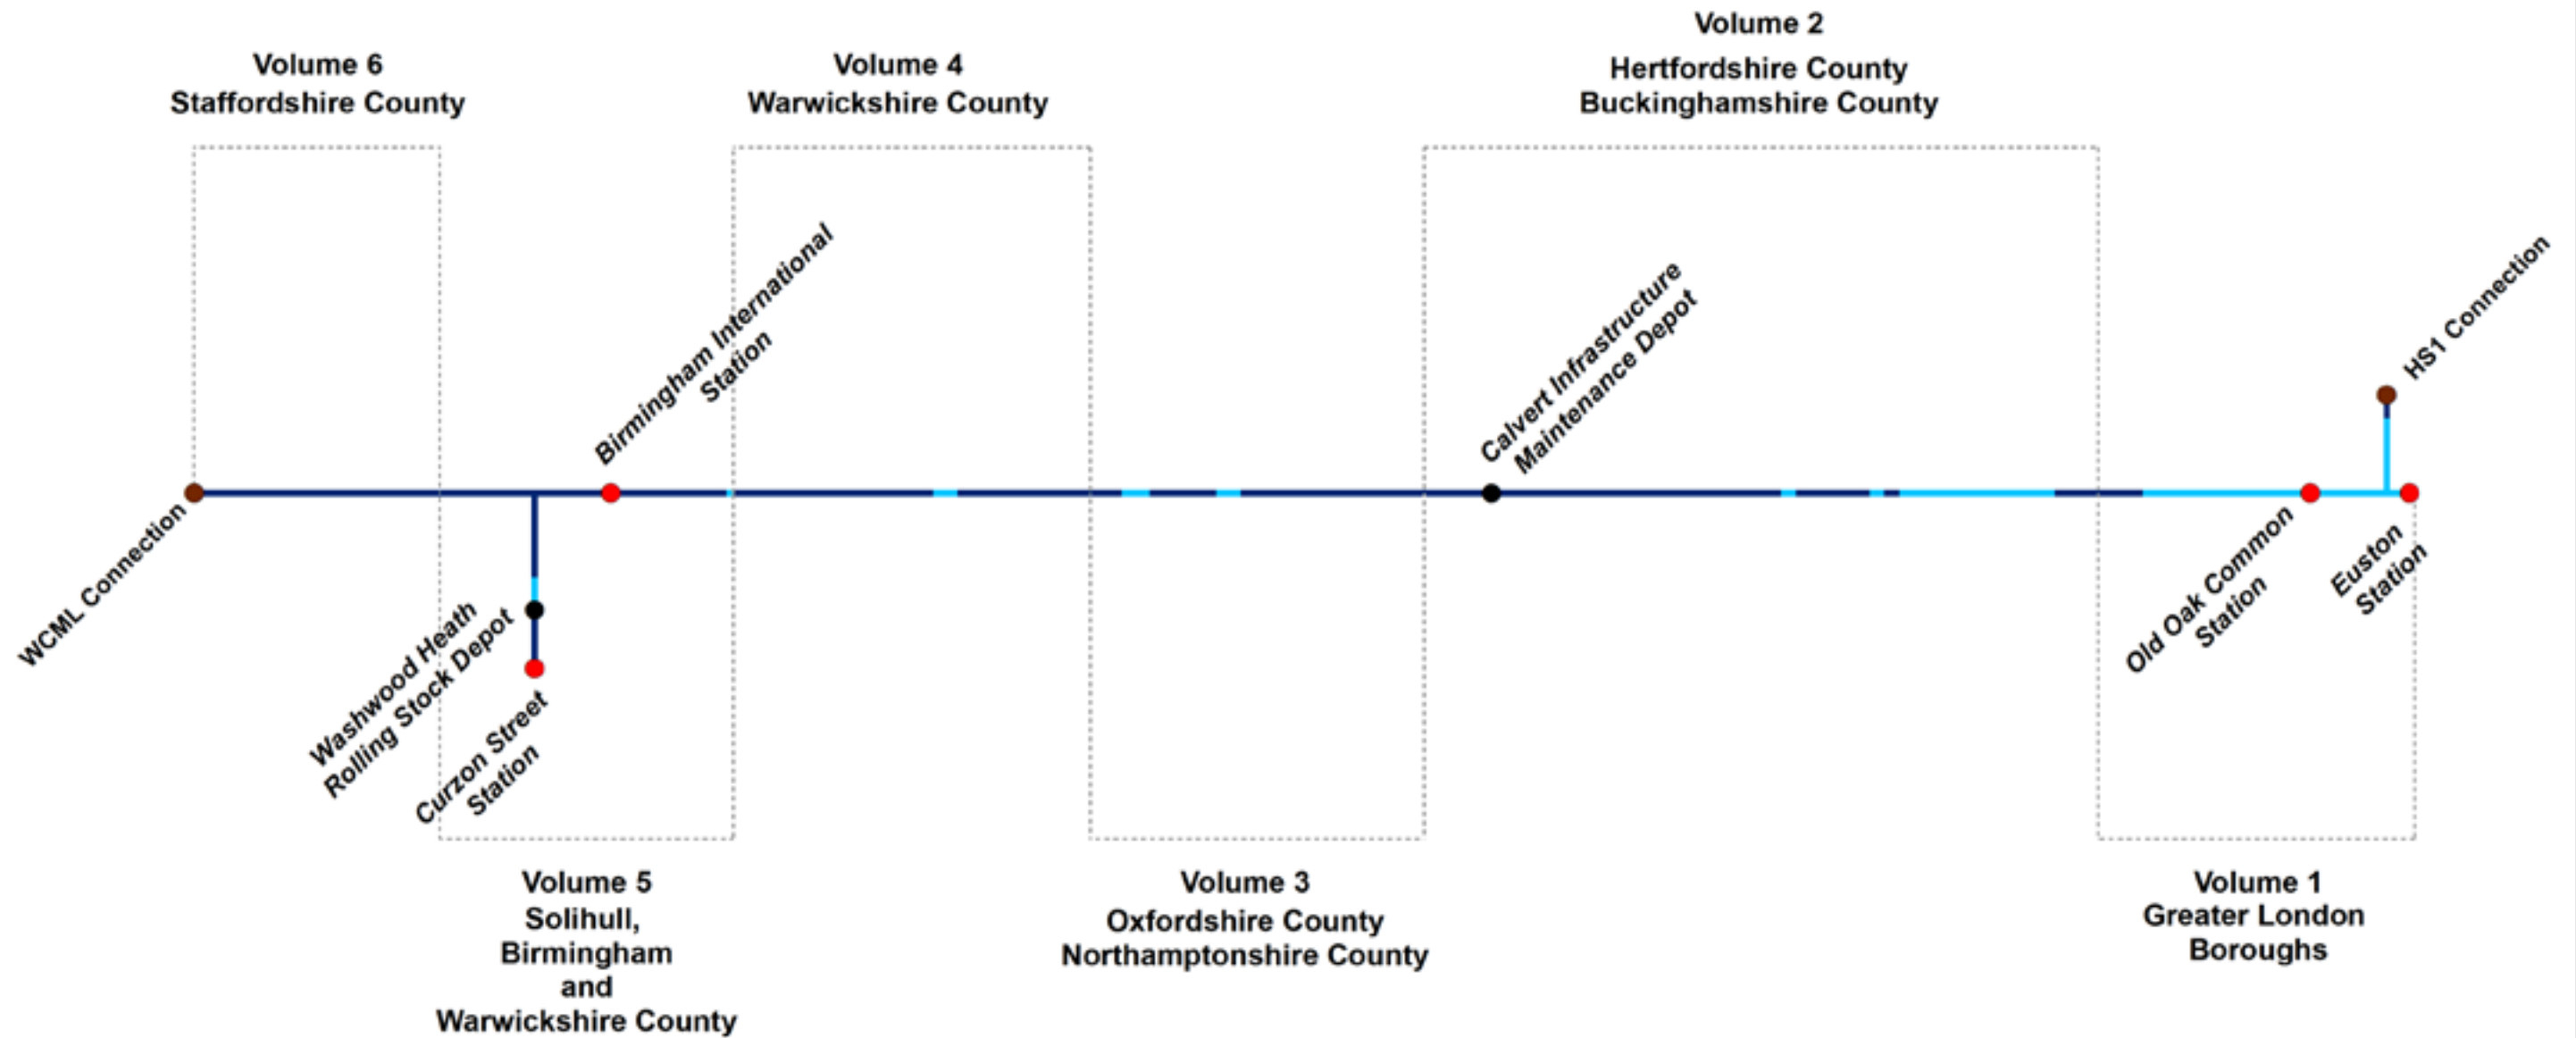 Volume 6
Staffordshire County
Volume 4
Warwickshire County
Volume 2
Hertfordshire County
Buckinghamshire County
Birmingham International
Station
Calvert Infrastructure
Maintenance Depot
HS1 Connection
WCML Connection
Washwood Heath
Rolling Stock Depot
Curzon Street
Station
Old Oak Common
Station
Euston
Station
Volume 5
Solihull,
Birmingham
and
Warwickshire County
Volume 3
Oxfordshire County
Northamptonshire County
Volume 1
Greater London
Boroughs